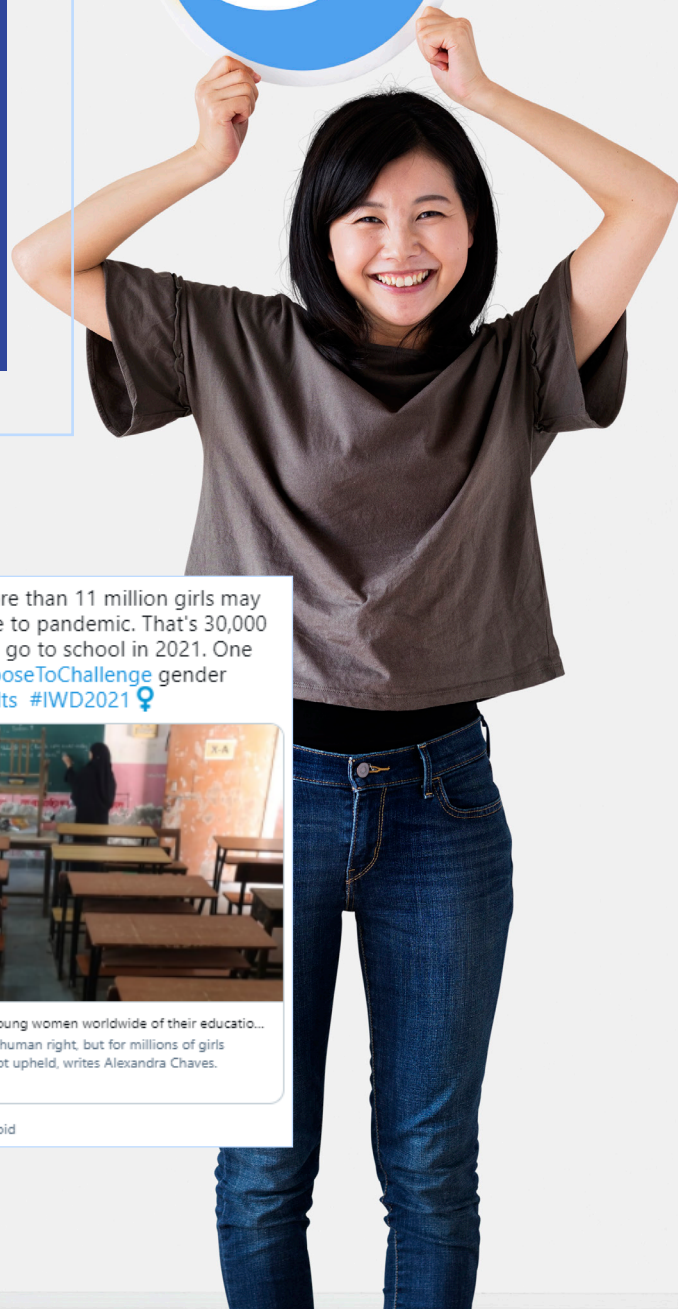 re than 11 million girls may
e to pandemic. That's 30,000
go to school in 2021. One
oseToChallenge gender
lts #IWD2021
X-A
oung women worldwide of their educatio...
human right, but for millions of girls
ot upheld, writes Alexandra Chaves.
oid